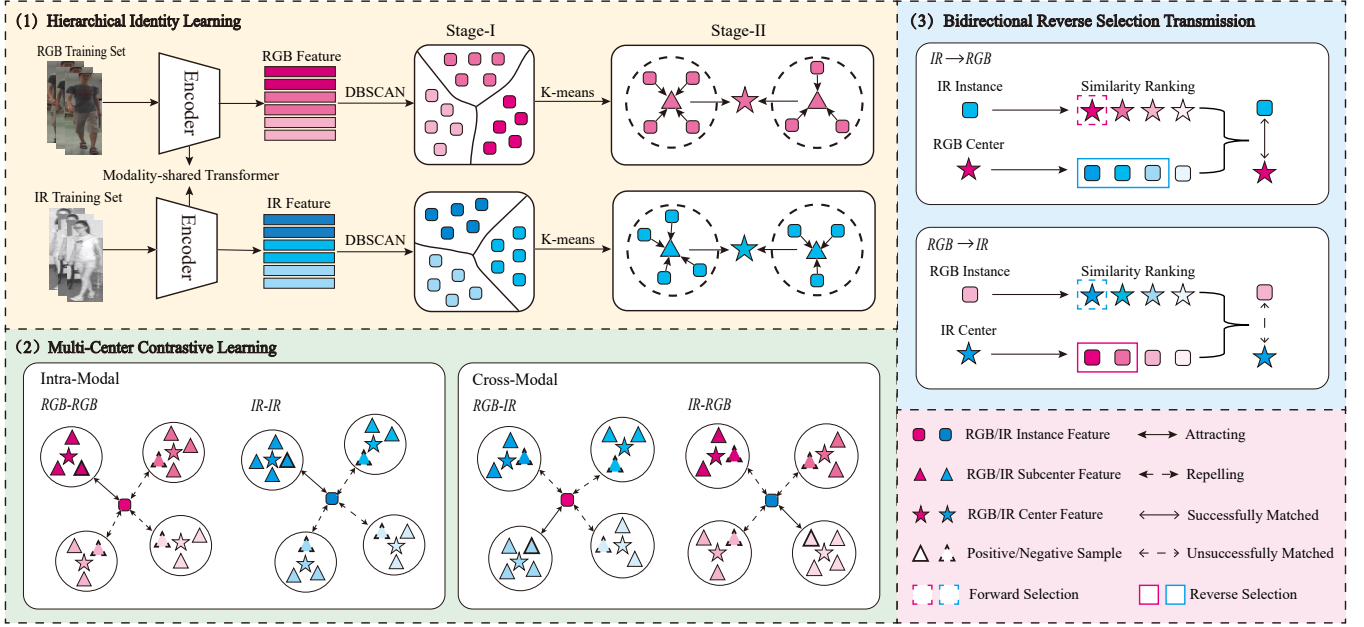 （1）Hierarchical Identity Learning
RGB Training Set
Encoder
RGB Feature
DBSCAN
Stage-I
K-means
Stage-II
Modality-shared Transformer
IR Training Set
Encoder
IR Feature
DBSCAN
K-means
（2）Multi-Center Contrastive Learning
Intra-Modal
RGB-RGB
IR-IR
Cross-Modal
RGB-IR
IR-RGB
（3）Bidirectional Reverse Selection Transmission
IR→RGB
IR Instance
Similarity Ranking
RGB Center
RGB→IR
RGB Instance
Similarity Ranking
IR Center
RGB/IR Instance Feature
Attracting
RGB/IR Subcenter Feature
Repelling
RGB/IR Center Feature
Successfully Matched
Positive/Negative Sample
Unsuccessfully Matched
Forward Selection
Reverse Selection